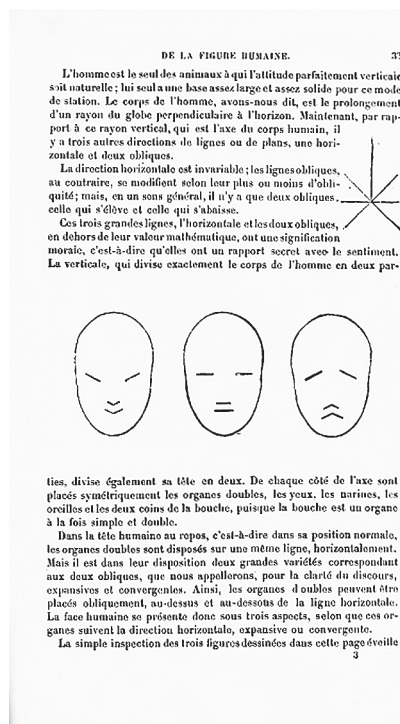 DE LA FIGURE HUMAINE.
L'homme est le seul des animaux à qui l'attitude parfaitement verticale
soit naturelle ; lui seul a une base assez large et assez solide pour ce mode
de station. Le corps de l'homme, avons-nous dit, est le prolongement
d'un rayon du globe perpendiculaire à l'horizon. Maintenant, par rap-
port à ce rayon vertical, qui est l'axe du corps humain, il
y a trois autres directions de lignes ou de plans, une hori-
zontale et deux obliques.
La direction horizontale est invariable ; les lignes obliques,
au contraire, se modifient selon leur plus ou moins d'obli-
quité ; mais, en un sens général, il n'y a que deux obliques.
celle qui s'élève et celle qui s'abaisse.
Ces trois grandes lignes, l'horizontale et les deux obliques,
en dehors de leur valeur mathématique, ont une signification
morale, c'est-à-dire qu'elles ont un rapport secret avec le sentiment.
La verticale, qui divise exactement le corps de l'homme en deux par-
ties, divise également sa tête en deux. De chaque côté de l'axe sont
placés symétriquement les organes doubles, les yeux, les narines, les
oreilles et les deux coins de la bouche, puisque la bouche est un organe
à la fois simple et double.
Dans la tête humaine au repos, c'est-à-dire dans sa position normale,
les organes doubles sont disposés sur une même ligne, horizontalement.
Mais il est dans leur disposition deux grandes variétés correspondant
aux deux obliques, que nous appellerons, pour la clarté du discours,
expansives et convergentes. Ainsi, les organes doubles peuvent être
placés obliquement, au-dessus et au-dessous de la ligne horizontale.
La face humaine se présente donc sous trois aspects, selon que ces or-
ganes suivent la direction horizontale, expansive ou convergente.
La simple inspection des trois figures dessinées dans cette page éveille
3